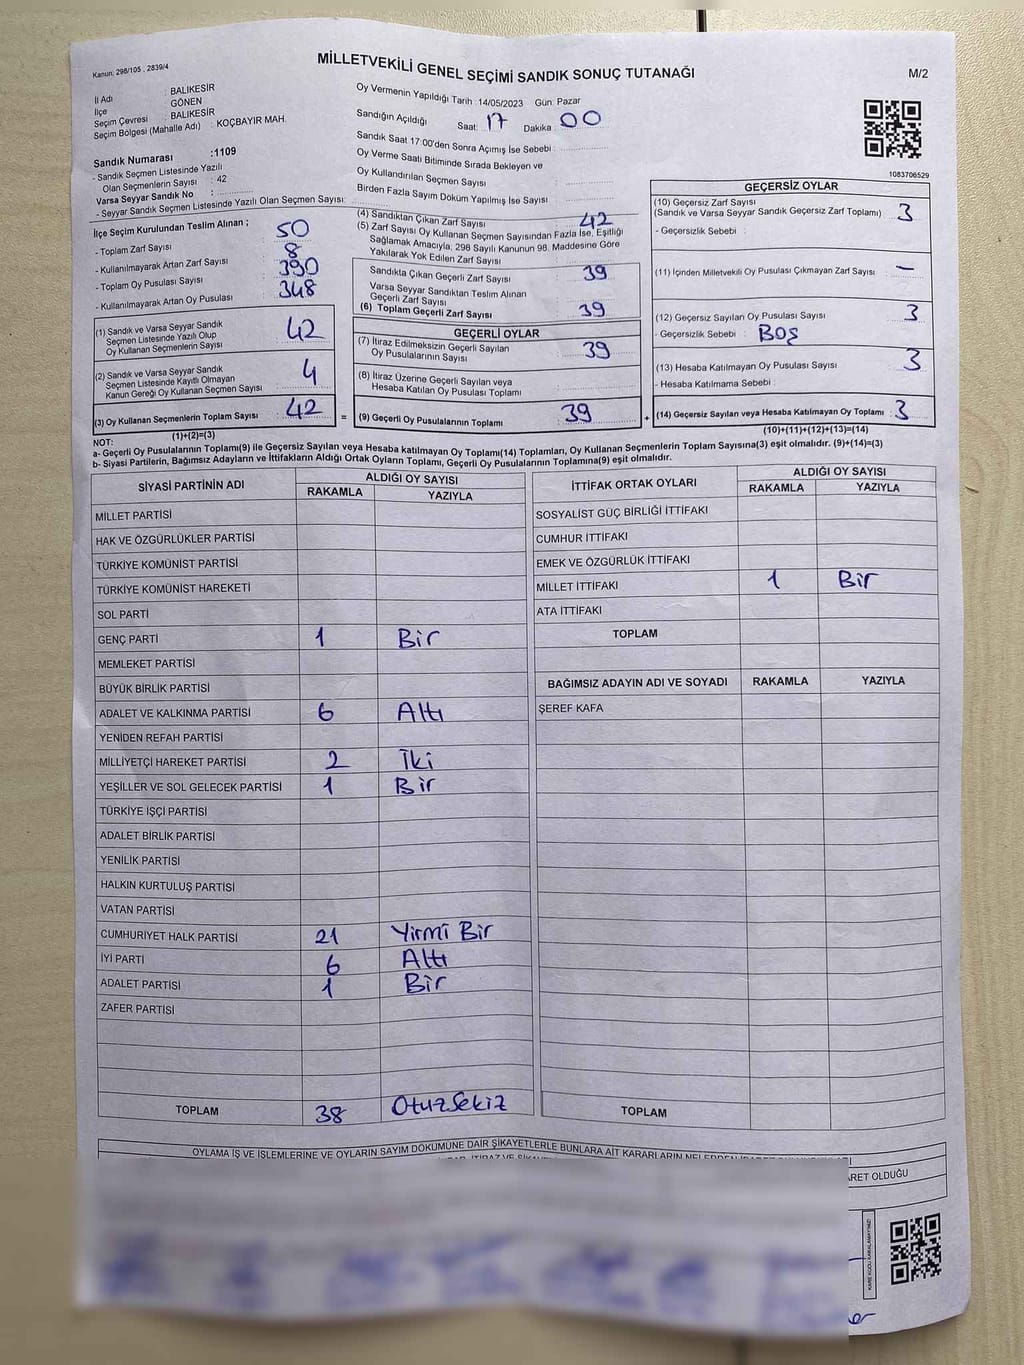 Kanun: 298/105 , 2839/4
MİLLETVEKİLİ GENEL SEÇİMİ SANDIK SONUÇ TUTANAĞI
M/2
İl Adı : BALIKESİR
İlçe GÖNEN
Seçim Çevresi : BALIKESİR
Seçim Bölgesi (Mahalle Adı) : KOÇBAYIR MAH.
Sandık Numarası :1109
- Sandık Seçmen Listesinde Yazılı
Olan Seçmenlerin Sayısı : 42
Varsa Seyyar Sandık No :
- Seyyar Sandık Seçmen Listesinde Yazılı Olan Seçmen Sayısı:
Oy Vermenin Yapıldığı Tarih : 14/05/2023 Gün: Pazar
Sandığın Açıldığı Saat: 17 Dakika : 00
Sandık Saat 17:00'den Sonra Açımış İse Sebebi :
Oy Verme Saati Bitiminde Sırada Bekleyen ve
Oy Kullandırılan Seçmen Sayısı :
Birden Fazla Sayım Döküm Yapılmış İse Sayısı :
1083706529
İlçe Seçim Kurulundan Teslim Alınan ;
- Toplam Zarf Sayısı : 50
- Kullanılmayarak Artan Zarf Sayısı : 8
- Toplam Oy Pusulası Sayısı : 390
- Kullanılmayarak Artan Oy Pusulası : 348
(1) Sandık ve Varsa Seyyar Sandık
Seçmen Listesinde Yazılı Olup
Oy Kullanan Seçmenlerin Sayısı : 42
(2) Sandık ve Varsa Seyyar Sandık
Seçmen Listesinde Kayıtlı Olmayan
Kanun Gereği Oy Kullanan Seçmen Sayısı : 4
(3) Oy Kullanan Seçmenlerin Toplam Sayısı : 42 =
(1)+(2)=(3)
(4) Sandıktan Çıkan Zarf Sayısı : 42
(5) Zarf Sayısı Oy Kullanan Seçmen Sayısından Fazla İse, Eşitliği
Sağlamak Amacıyla, 298 Sayılı Kanunun 98. Maddesine Göre
Yakılarak Yok Edilen Zarf Sayısı :
Sandıkta Çıkan Geçerli Zarf Sayısı : 39
Varsa Seyyar Sandıktan Teslim Alınan
Geçerli Zarf Sayısı :
(6) Toplam Geçerli Zarf Sayısı : 39
GEÇERLİ OYLAR
(7) İtiraz Edilmeksizin Geçerli Sayılan
Oy Pusulalarının Sayısı : 39
(8) İtiraz Üzerine Geçerli Sayılan veya
Hesaba Katılan Oy Pusulası Toplamı :
(9) Geçerli Oy Pusulalarının Toplamı : 39 +
GEÇERSİZ OYLAR
(10) Geçersiz Zarf Sayısı
(Sandık ve Varsa Seyyar Sandık Geçersiz Zarf Toplamı) : 3
- Geçersizlik Sebebi :
(11) İçinden Milletvekili Oy Pusulası Çıkmayan Zarf Sayısı : –
(12) Geçersiz Sayılan Oy Pusulası Sayısı : 3
- Geçersizlik Sebebi : Boş
(13) Hesaba Katılmayan Oy Pusulası Sayısı : 3
- Hesaba Katılmama Sebebi :
(14) Geçersiz Sayılan veya Hesaba Katılmayan Oy Toplamı : 3
(10)+(11)+(12)+(13)=(14)
NOT:
a- Geçerli Oy Pusulalarının Toplamı(9) ile Geçersiz Sayılan veya Hesaba katılmayan Oy Toplamı(14) Toplamları, Oy Kullanan Seçmenlerin Toplam Sayısına(3) eşit olmalıdır. (9)+(14)=(3)
b- Siyasi Partilerin, Bağımsız Adayların ve İttifakların Aldığı Ortak Oyların Toplamı, Geçerli Oy Pusulalarının Toplamına(9) eşit olmalıdır.
SİYASİ PARTİNİN ADI ALDIĞI OY SAYISI
RAKAMLA YAZIYLA
MİLLET PARTİSİ
HAK VE ÖZGÜRLÜKLER PARTİSİ
TÜRKİYE KOMÜNİST PARTİSİ
TÜRKİYE KOMÜNİST HAREKETİ
SOL PARTİ
GENÇ PARTİ 1 Bir
MEMLEKET PARTİSİ
BÜYÜK BİRLİK PARTİSİ
ADALET VE KALKINMA PARTİSİ 6 Altı
YENİDEN REFAH PARTİSİ
MİLLİYETÇİ HAREKET PARTİSİ 2 İki
YEŞİLLER VE SOL GELECEK PARTİSİ 1 Bir
TÜRKİYE İŞÇİ PARTİSİ
ADALET BİRLİK PARTİSİ
YENİLİK PARTİSİ
HALKIN KURTULUŞ PARTİSİ
VATAN PARTİSİ
CUMHURİYET HALK PARTİSİ 21 Yirmi Bir
İYİ PARTİ 6 Altı
ADALET PARTİSİ 1 Bir
ZAFER PARTİSİ
TOPLAM 38 Otuzsekiz
İTTİFAK ORTAK OYLARI ALDIĞI OY SAYISI
RAKAMLA YAZIYLA
SOSYALİST GÜÇ BİRLİĞİ İTTİFAKI
CUMHUR İTTİFAKI
EMEK VE ÖZGÜRLÜK İTTİFAKI
MİLLET İTTİFAKI 1 Bir
ATA İTTİFAKI
TOPLAM
BAĞIMSIZ ADAYIN ADI VE SOYADI RAKAMLA YAZIYLA
ŞEREF KAFA
TOPLAM
OYLAMA İŞ VE İŞLEMLERİNE VE OYLARIN SAYIM DÖKÜMÜNE DAİR ŞİKAYETLERLE BUNLARA AİT KARARLARIN
ARET OLDUĞU
KARE KODU KARALAMAYINIZ!